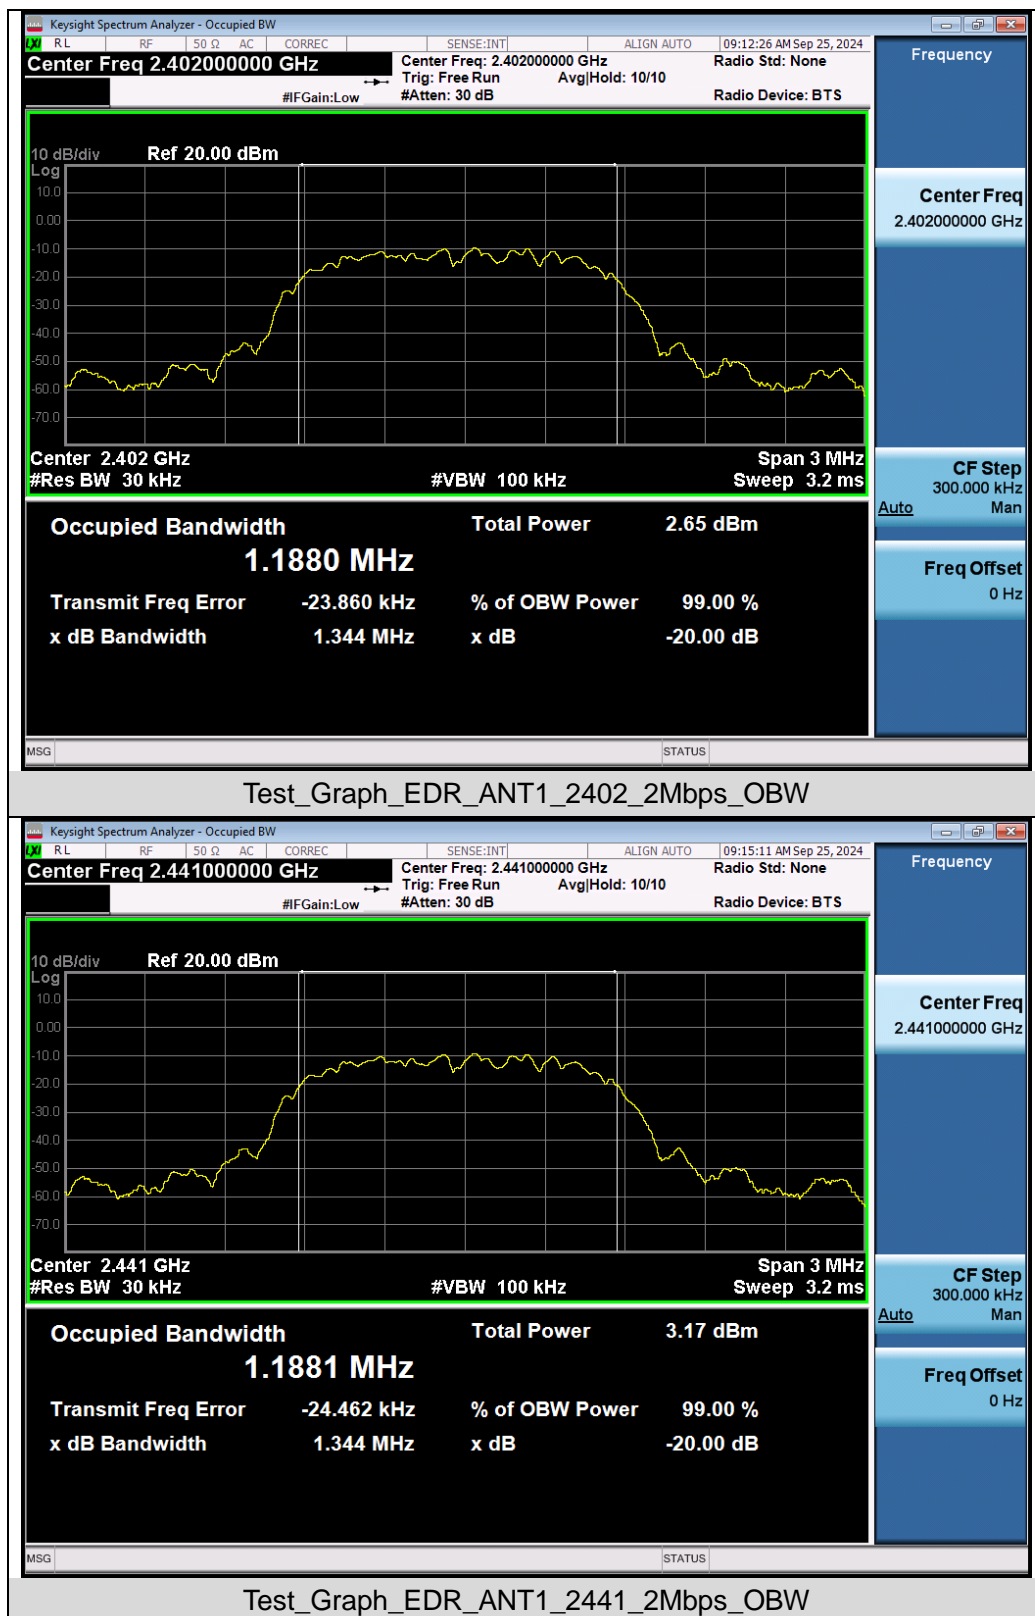 Keysight Spectrum Analyzer - Occupied BW
LXI RL RF 50 Ω AC CORREC SENSE:INT ALIGN AUTO 09:12:26 AM Sep 25, 2024
Center Freq 2.402000000 GHz
Center Freq: 2.402000000 GHz
Radio Std: None
Trig: Free Run Avg|Hold: 10/10
#IFGain:Low #Atten: 30 dB Radio Device: BTS
Frequency
10 dB/div Ref 20.00 dBm
Log
10.0
0.00
-10.0
-20.0
-30.0
-40.0
-50.0
-60.0
-70.0
Center 2.402 GHz Span 3 MHz
#Res BW 30 kHz #VBW 100 kHz Sweep 3.2 ms
Center Freq
2.402000000 GHz
CF Step
300.000 kHz
Auto Man
Freq Offset
0 Hz
Occupied Bandwidth Total Power 2.65 dBm
1.1880 MHz
Transmit Freq Error -23.860 kHz % of OBW Power 99.00 %
x dB Bandwidth 1.344 MHz x dB -20.00 dB
MSG STATUS
Test_Graph_EDR_ANT1_2402_2Mbps_OBW
Keysight Spectrum Analyzer - Occupied BW
LXI RL RF 50 Ω AC CORREC SENSE:INT ALIGN AUTO 09:15:11 AM Sep 25, 2024
Center Freq 2.441000000 GHz
Center Freq: 2.441000000 GHz
Radio Std: None
Trig: Free Run Avg|Hold: 10/10
#IFGain:Low #Atten: 30 dB Radio Device: BTS
Frequency
10 dB/div Ref 20.00 dBm
Log
10.0
0.00
-10.0
-20.0
-30.0
-40.0
-50.0
-60.0
-70.0
Center 2.441 GHz Span 3 MHz
#Res BW 30 kHz #VBW 100 kHz Sweep 3.2 ms
Center Freq
2.441000000 GHz
CF Step
300.000 kHz
Auto Man
Freq Offset
0 Hz
Occupied Bandwidth Total Power 3.17 dBm
1.1881 MHz
Transmit Freq Error -24.462 kHz % of OBW Power 99.00 %
x dB Bandwidth 1.344 MHz x dB -20.00 dB
MSG STATUS
Test_Graph_EDR_ANT1_2441_2Mbps_OBW